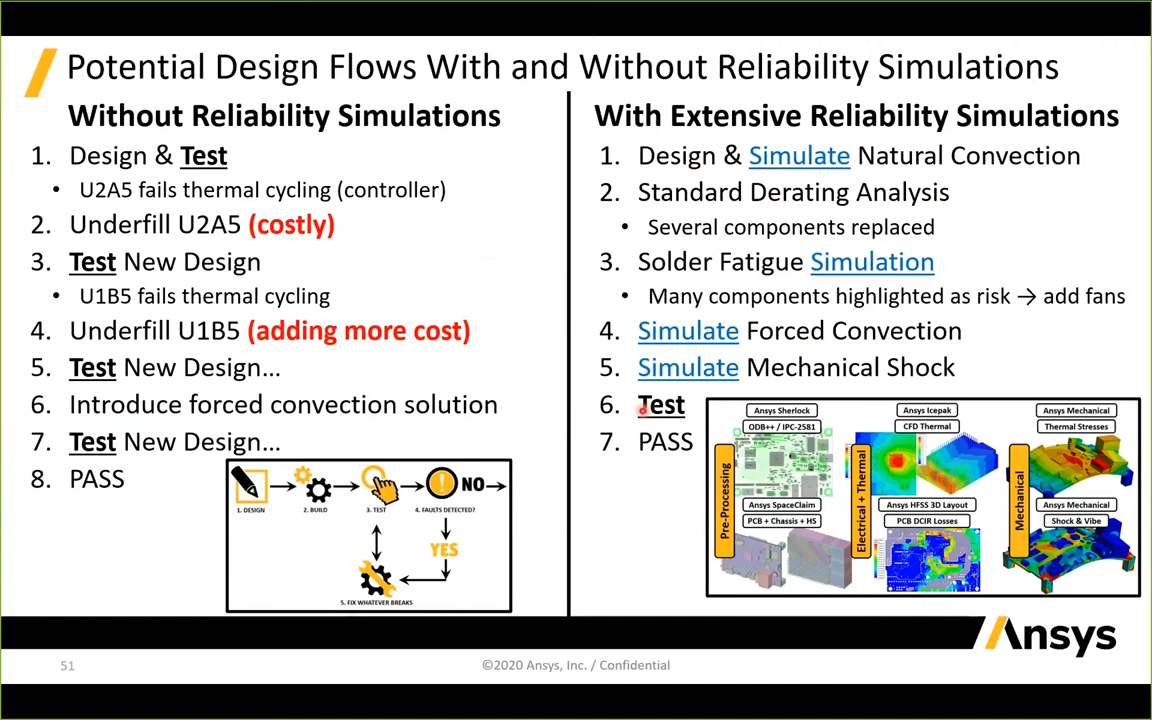 Potential Design Flows With and Without Reliability Simulations
Without Reliability Simulations
1. Design & Test
• U2A5 fails thermal cycling (controller)
2. Underfill U2A5 (costly)
3. Test New Design
• U1B5 fails thermal cycling
4. Underfill U1B5 (adding more cost)
5. Test New Design...
6. Introduce forced convection solution
7. Test New Design...
8. PASS
1. DESIGN
2. BUILD
3. TEST
4. FAULTS DETECTED?
NO
YES
5. FIX WHATEVER BREAKS
With Extensive Reliability Simulations
1. Design & Simulate Natural Convection
2. Standard Derating Analysis
• Several components replaced
3. Solder Fatigue Simulation
• Many components highlighted as risk → add fans
4. Simulate Forced Convection
5. Simulate Mechanical Shock
6. Test
7. PASS
Pre-Processing
Ansys Sherlock
ODB++ / IPC-2581
Ansys SpaceClaim
PCB + Chassis + HS
Electrical + Thermal
Ansys Icepak
CFD Thermal
Ansys HFSS 3D Layout
PCB DCIR Losses
Mechanical
Ansys Mechanical
Thermal Stresses
Ansys Mechanical
Shock & Vibe
Ansys
51
©2020 Ansys, Inc. / Confidential